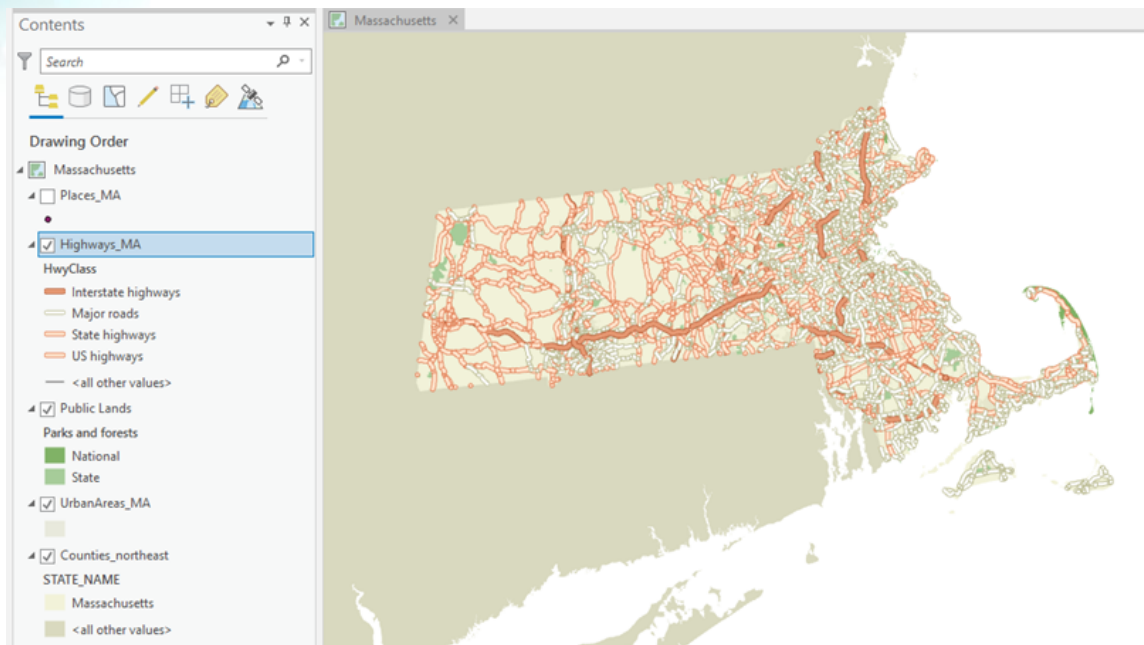 Contents
Massachusetts
Search
Drawing Order
Massachusetts
Places_MA
Highways_MA
HwyClass
Interstate highways
Major roads
State highways
US highways
<all other values>
Public Lands
Parks and forests
National
State
UrbanAreas_MA
Counties_northeast
STATE_NAME
Massachusetts
<all other values>